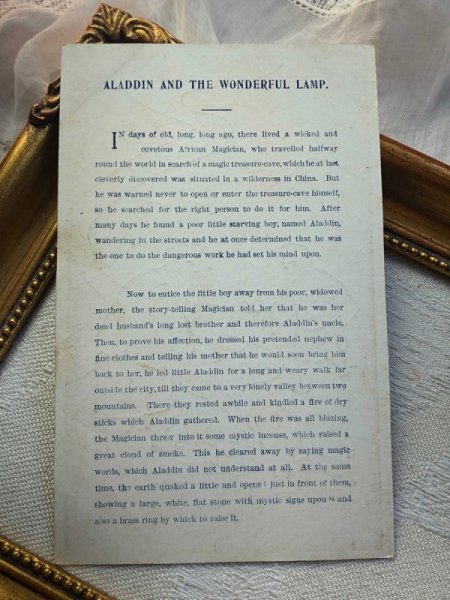 ALADDIN AND THE WONDERFUL LAMP.
IN days of old, long, long ago, there lived a wicked and
covetous African Magician, who travelled halfway
round the world in search of a magic treasure-cave, which he at last
cleverly discovered was situated in a wilderness in China. But
he was warned never to open or enter the treasure-cave himself,
so he searched for the right person to do it for him. After
many days he found a poor little starving boy, named Aladdin,
wandering in the streets and he at once determined that he was
the one to do the dangerous work he had set his mind upon.
Now to entice the little boy away from his poor, widowed
mother, the story-telling Magician told her that he was her
dead husband's long lost brother and therefore Aladdin's uncle.
Then, to prove his affection, he dressed his pretended nephew in
fine clothes and telling his mother that he would soon bring him
back to her, he led little Aladdin for a long and weary walk far
outside the city, till they came to a very lonely valley between two
mountains. There they rested awhile and kindled a fire of dry
sticks which Aladdin gathered. When the fire was all blazing,
the Magician threw into it some mystic incense, which raised a
great cloud of smoke. This he cleared away by saying magic
words, which Aladdin did not understand at all. At the same
time, the earth quaked a little and opened just in front of them,
showing a large, white, flat stone with mystic signs upon it and
also a brass ring by which to raise it.